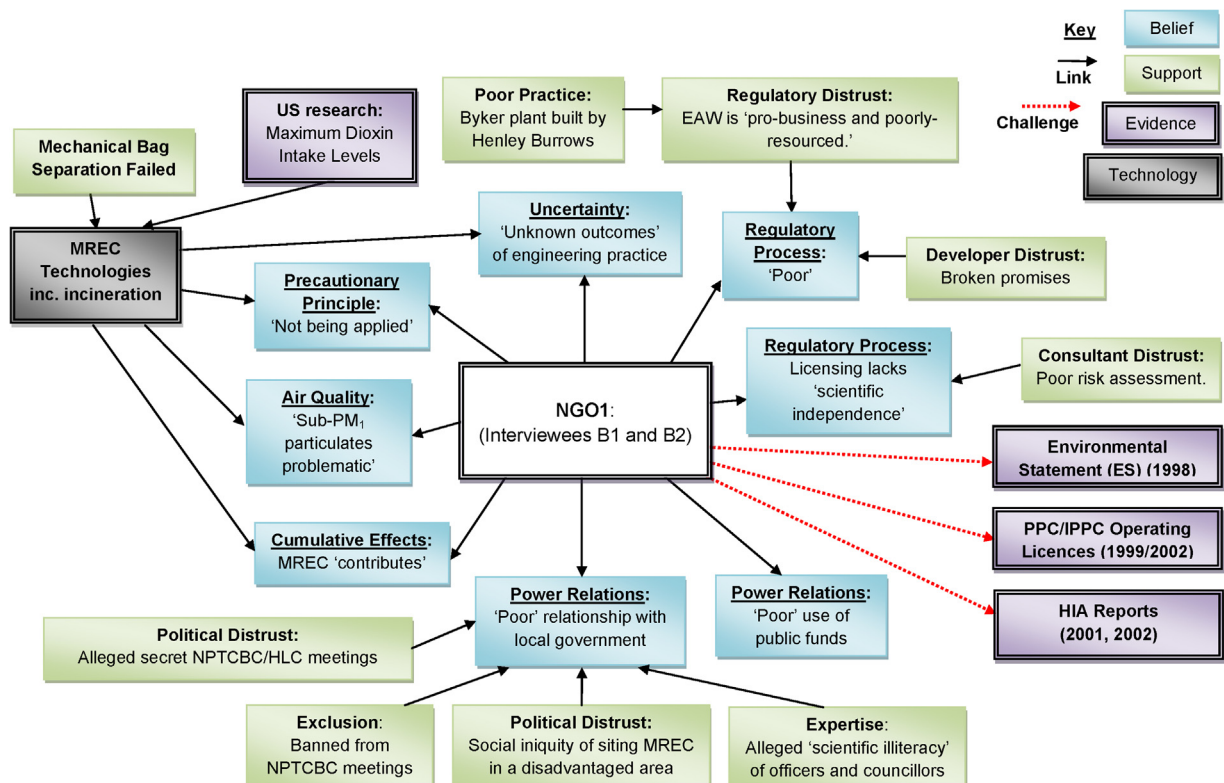 Key
Belief
Link
Support
Challenge
Evidence
Technology
US research:
Maximum Dioxin
Intake Levels
Poor Practice:
Byker plant built by
Henley Burrows
Regulatory Distrust:
EAW is ‘pro-business and poorly-
resourced.’
Mechanical Bag
Separation Failed
MREC
Technologies
inc. incineration
Uncertainty:
‘Unknown outcomes’
of engineering practice
Regulatory
Process:
‘Poor’
Developer Distrust:
Broken promises
Precautionary
Principle:
‘Not being applied’
Regulatory Process:
Licensing lacks
‘scientific
independence’
Consultant Distrust:
Poor risk assessment.
Air Quality:
‘Sub-PM₁
particulates
problematic’
NGO1:
(Interviewees B1 and B2)
Environmental
Statement (ES) (1998)
PPC/IPPC Operating
Licences (1999/2002)
HIA Reports
(2001, 2002)
Cumulative Effects:
MREC ‘contributes’
Power Relations:
‘Poor’ relationship with
local government
Power Relations:
‘Poor’ use of
public funds
Political Distrust:
Alleged secret NPTCBC/HLC meetings
Exclusion:
Banned from
NPTCBC meetings
Political Distrust:
Social iniquity of siting MREC
in a disadvantaged area
Expertise:
Alleged ‘scientific illiteracy’
of officers and councillors